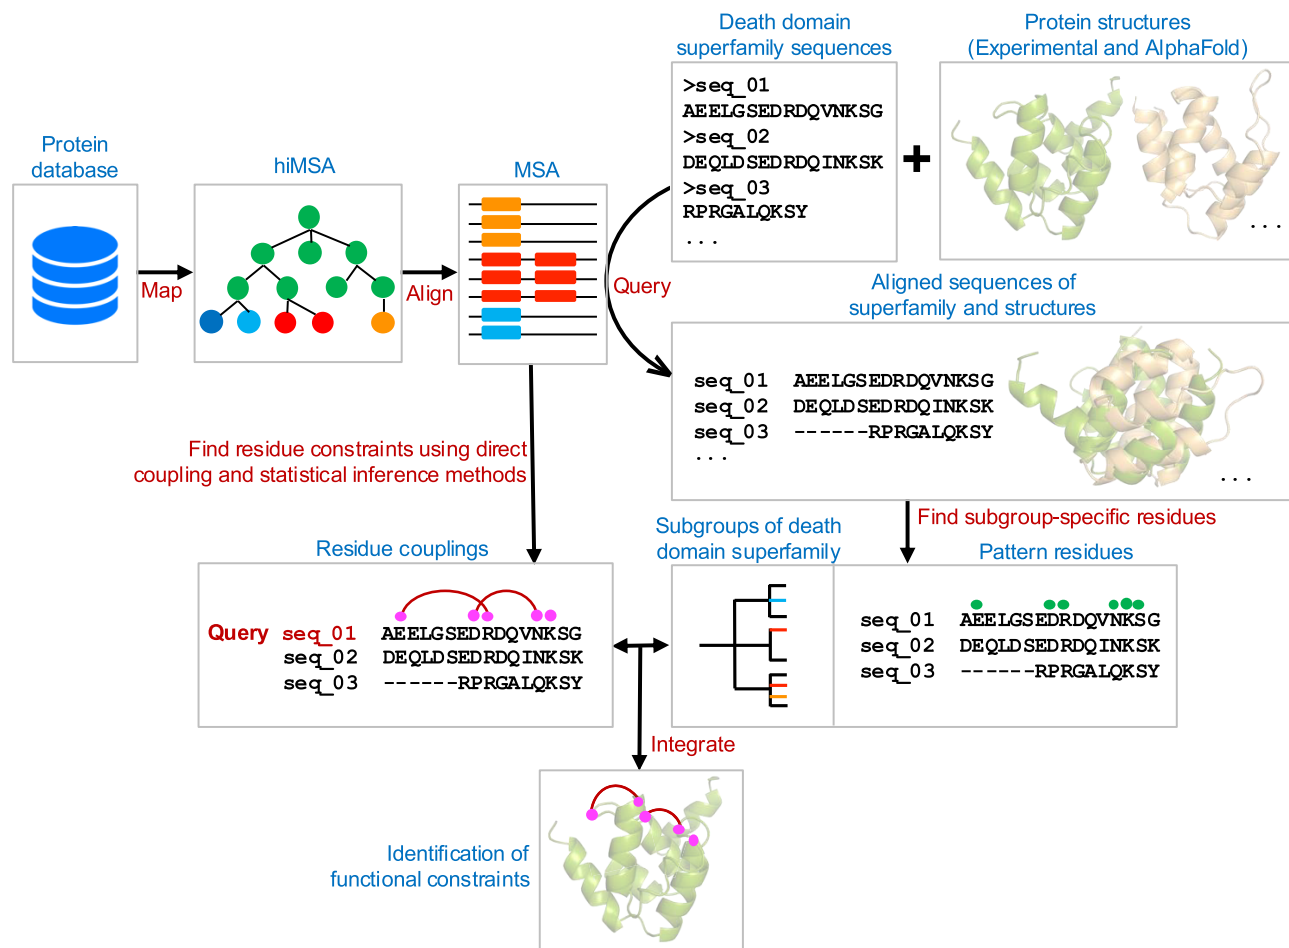 Protein
database
Map
hiMSA
Align
MSA
Query
Death domain
superfamily sequences
>seq_01
AEELGSEDRDQVNKSG
>seq_02
DEQLDSEDRDQINKSK
>seq_03
RPRGALQKSY
...
+
Protein structures
(Experimental and AlphaFold)
...
Aligned sequences of
superfamily and structures
seq_01 AEELGSEDRDQVNKSG
seq_02 DEQLDSEDRDQINKSK
seq_03 ------RPRGALQKSY
...
...
Find residue constraints using direct
coupling and statistical inference methods
Find subgroup-specific residues
Residue couplings
Query seq_01 AEELGSEDRDQVNKSG
seq_02 DEQLDSEDRDQINKSK
seq_03 ------RPRGALQKSY
Subgroups of death
domain superfamily
Pattern residues
seq_01 AEELGSEDRDQVNKSG
seq_02 DEQLDSEDRDQINKSK
seq_03 ------RPRGALQKSY
Integrate
Identification of
functional constraints